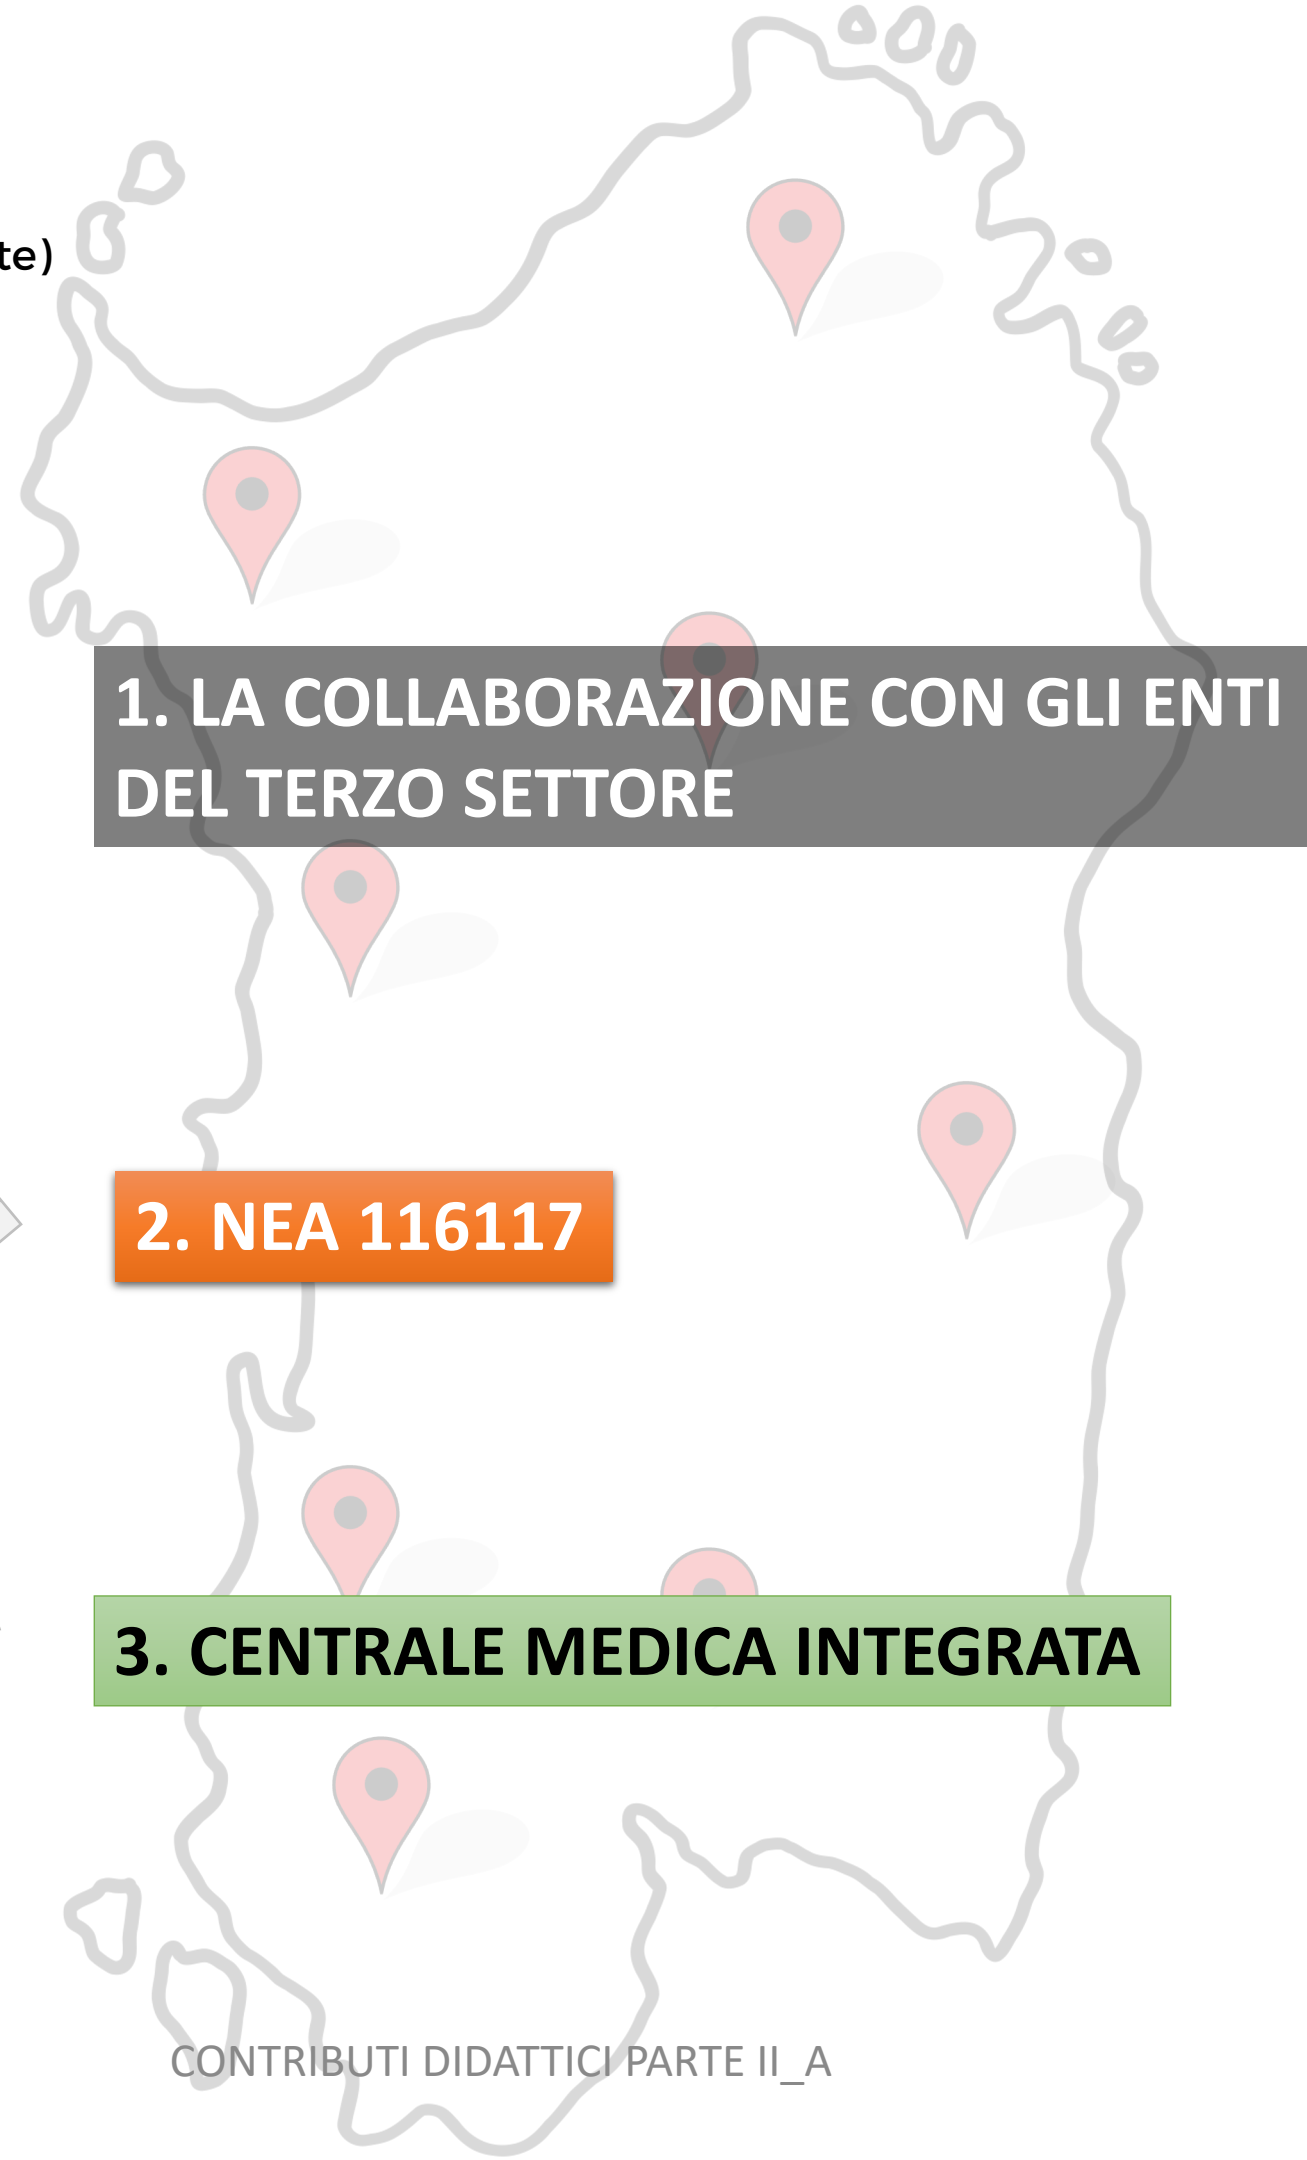 te)
1. LA COLLABORAZIONE CON GLI ENTI
DEL TERZO SETTORE
2. NEA 116117
3. CENTRALE MEDICA INTEGRATA
CONTRIBUTI DIDATTICI PARTE II_A